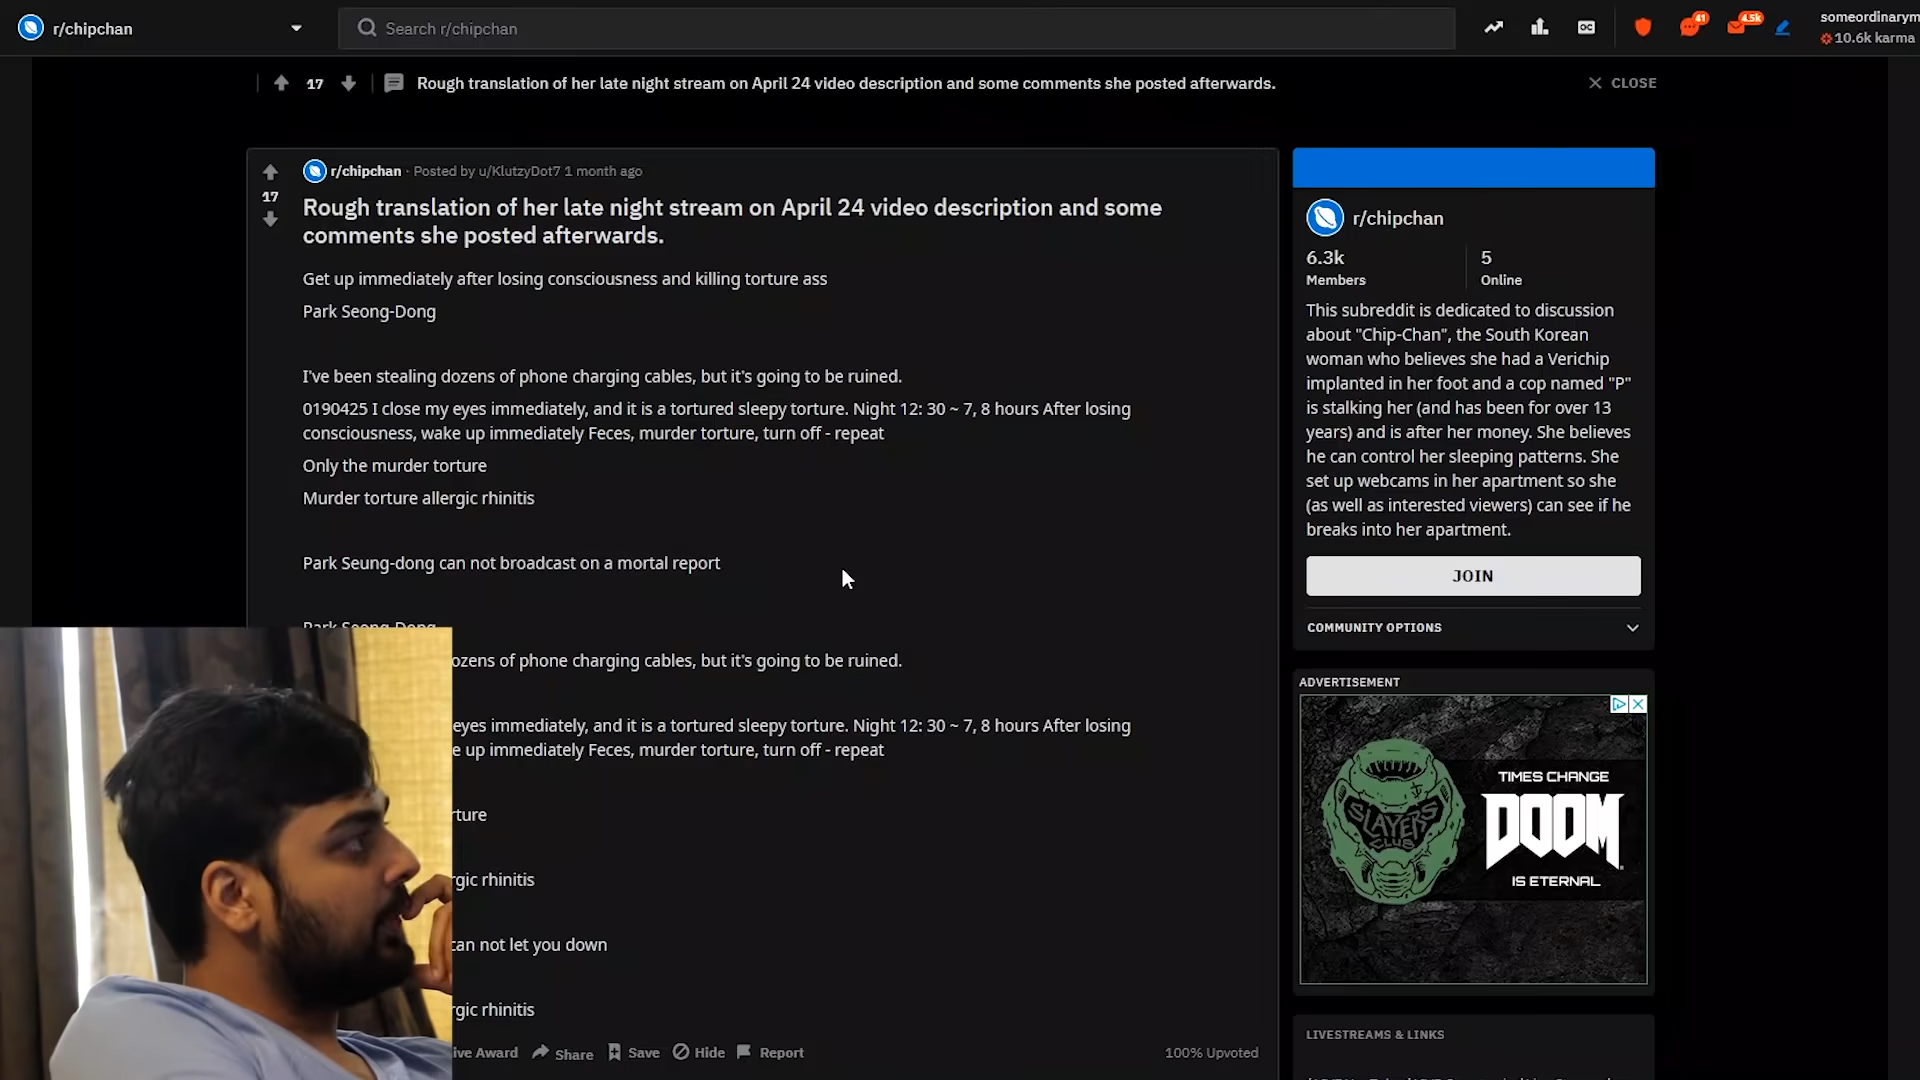 r/chipchan
Search r/chipchan
41
4.5k
someordinarym
10.6k karma
17
Rough translation of her late night stream on April 24 video description and some comments she posted afterwards.
CLOSE
17
r/chipchan · Posted by u/KlutzyDot7 1 month ago
Rough translation of her late night stream on April 24 video description and some
comments she posted afterwards.
Get up immediately after losing consciousness and killing torture ass
Park Seong-Dong
I've been stealing dozens of phone charging cables, but it's going to be ruined.
0190425 I close my eyes immediately, and it is a tortured sleepy torture. Night 12: 30 ~ 7, 8 hours After losing
consciousness, wake up immediately Feces, murder torture, turn off - repeat
Only the murder torture
Murder torture allergic rhinitis
Park Seung-dong can not broadcast on a mortal report
Park Seong-Dong
ozens of phone charging cables, but it's going to be ruined.
eyes immediately, and it is a tortured sleepy torture. Night 12: 30 ~ 7, 8 hours After losing
e up immediately Feces, murder torture, turn off - repeat
rture
rgic rhinitis
can not let you down
rgic rhinitis
ive Award
Share
Save
Hide
Report
100% Upvoted
r/chipchan
6.3k
Members
5
Online
This subreddit is dedicated to discussion
about "Chip-Chan", the South Korean
woman who believes she had a Verichip
implanted in her foot and a cop named "P"
is stalking her (and has been for over 13
years) and is after her money. She believes
he can control her sleeping patterns. She
set up webcams in her apartment so she
(as well as interested viewers) can see if he
breaks into her apartment.
JOIN
COMMUNITY OPTIONS
ADVERTISEMENT
SLAYERS
CLUB
TIMES CHANGE
DOOM
IS ETERNAL
LIVESTREAMS & LINKS